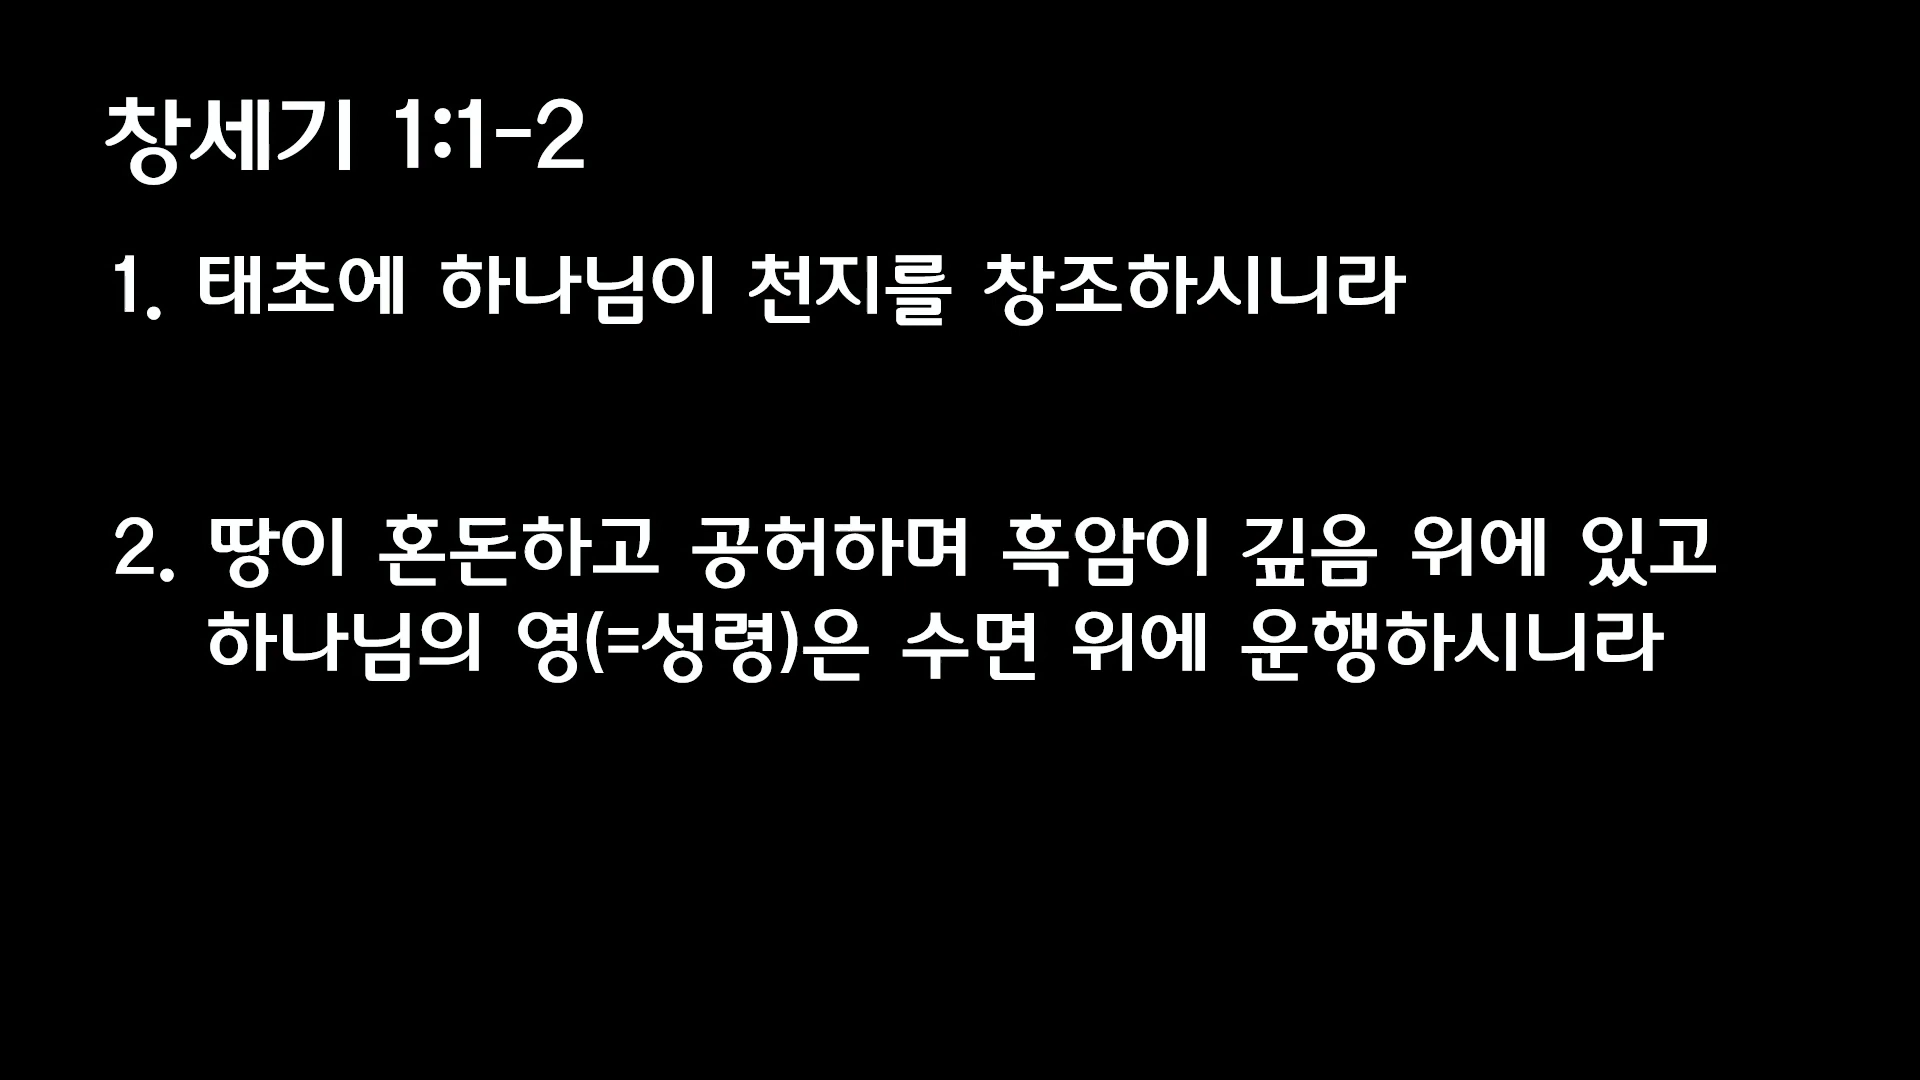 창세기 1:1-2
1. 태초에 하나님이 천지를 창조하시니라
2. 땅이 혼돈하고 공허하며 흑암이 깊음 위에 있고
하나님의 영(=성령)은 수면 위에 운행하시니라